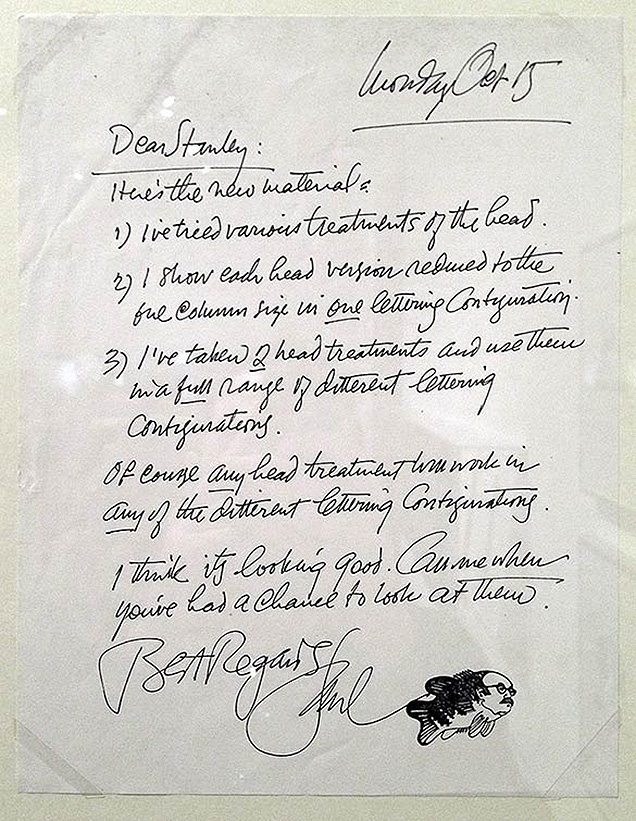 Monday Oct 15
Dear Stanley:
Here's the new material:
1) I've tried various treatments of the head.
2) I show each head version reduced to the
one column size in one lettering configuration.
3) I've taken 2 head treatments and use them
in a full range of different lettering
configurations.
Of course any head treatment will work in
any of the different lettering configurations.
I think it's looking good. Call me when
you've had a chance to look at them.
Best Regards
Saul